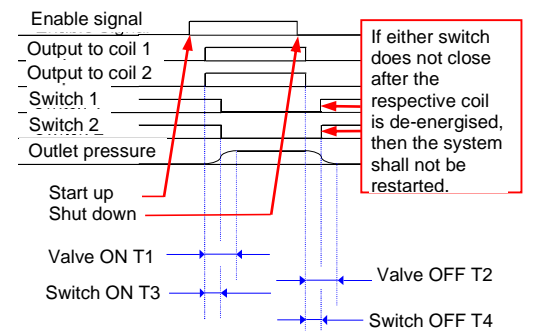 Enable signal
Output to coil 1
Output to coil 2
Switch 1
Switch 2
Outlet pressure
If either switch
does not close
after the
respective coil
is de-energised,
then the system
shall not be
restarted.
Start up
Shut down
Valve ON T1
Valve OFF T2
Switch ON T3
Switch OFF T4